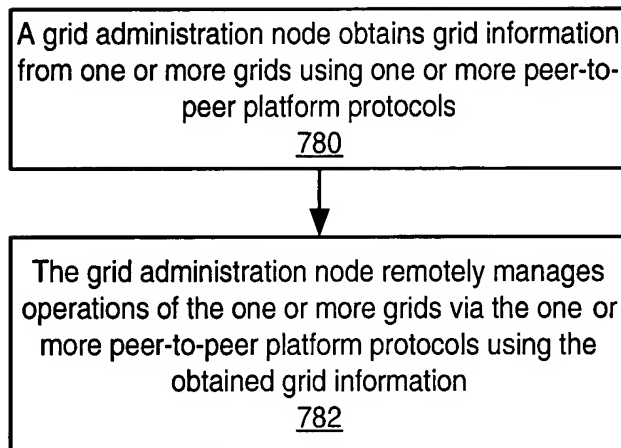 A grid administration node obtains grid information
from one or more grids using one or more peer-to-
peer platform protocols
780
The grid administration node remotely manages
operations of the one or more grids via the one or
more peer-to-peer platform protocols using the
obtained grid information
782